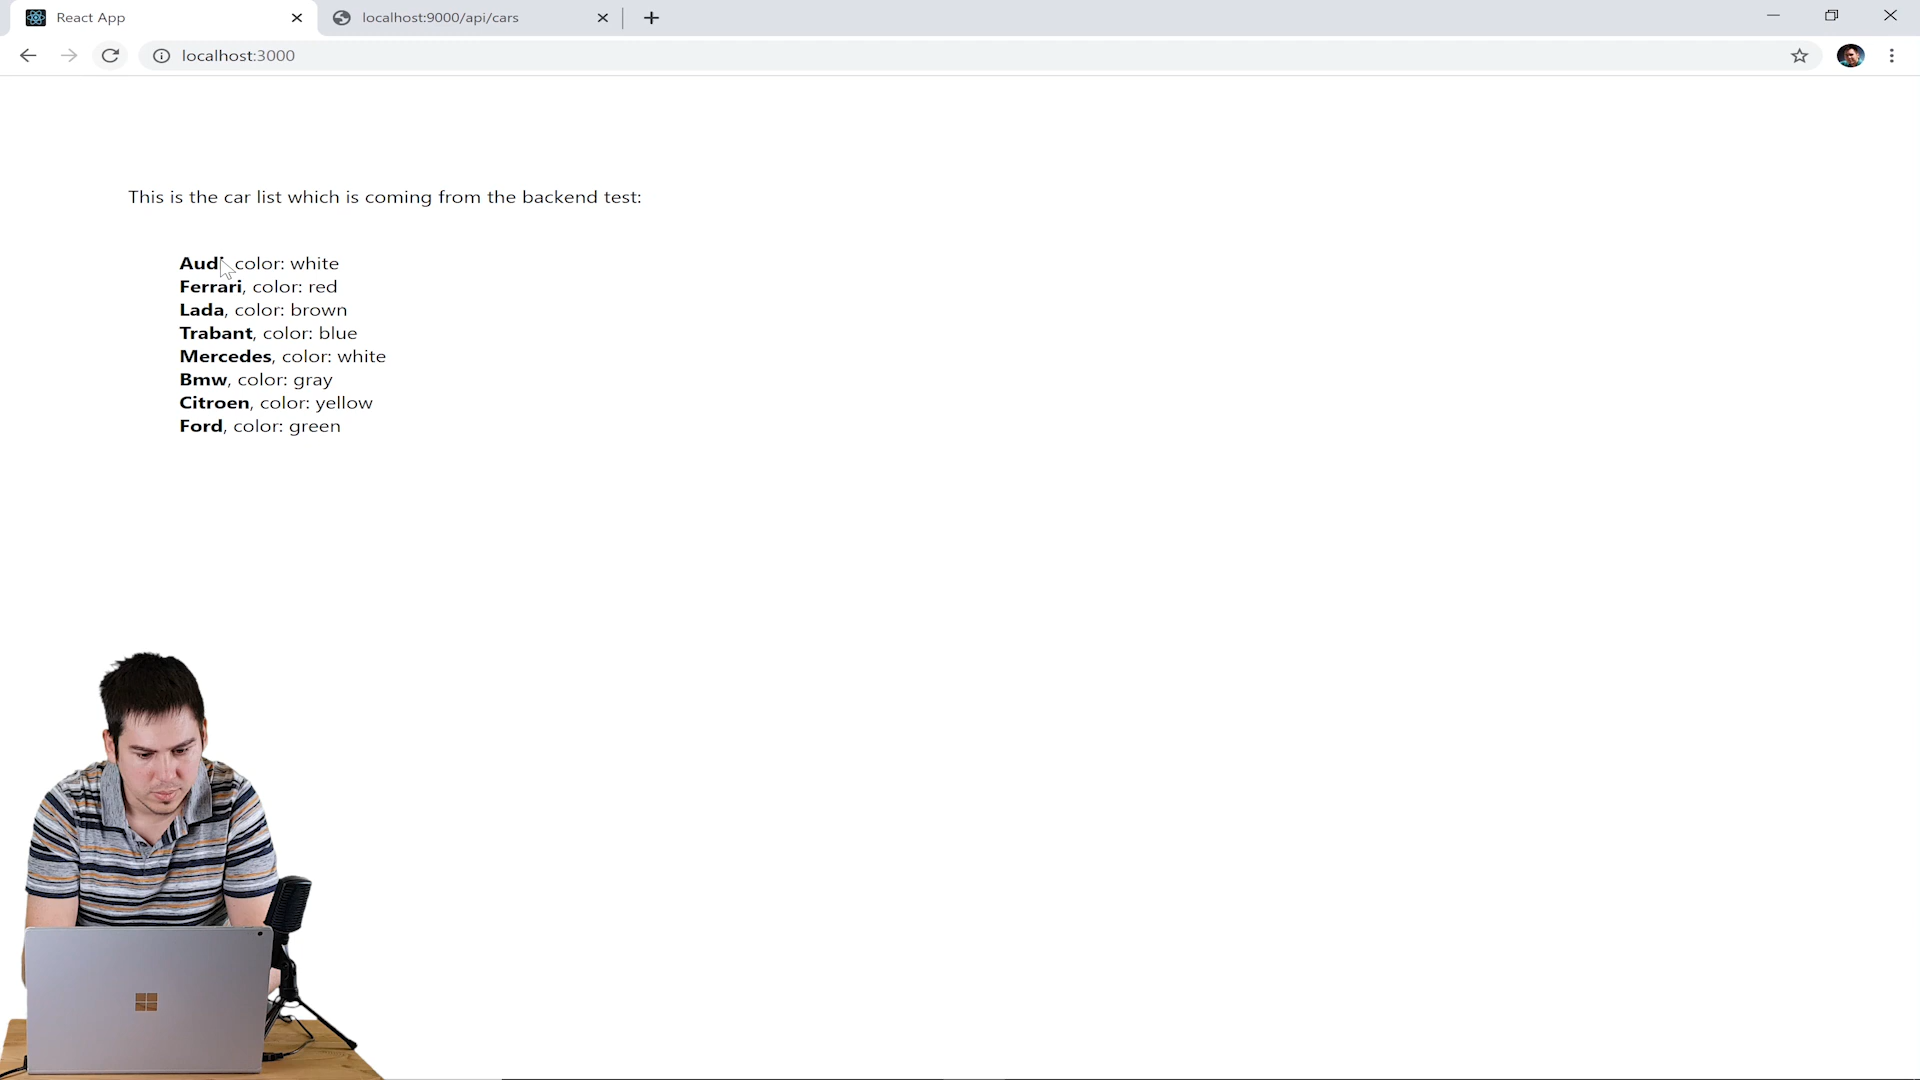 React App
localhost:9000/api/cars
localhost:3000
This is the car list which is coming from the backend test:
Audi, color: white
Ferrari, color: red
Lada, color: brown
Trabant, color: blue
Mercedes, color: white
Bmw, color: gray
Citroen, color: yellow
Ford, color: green